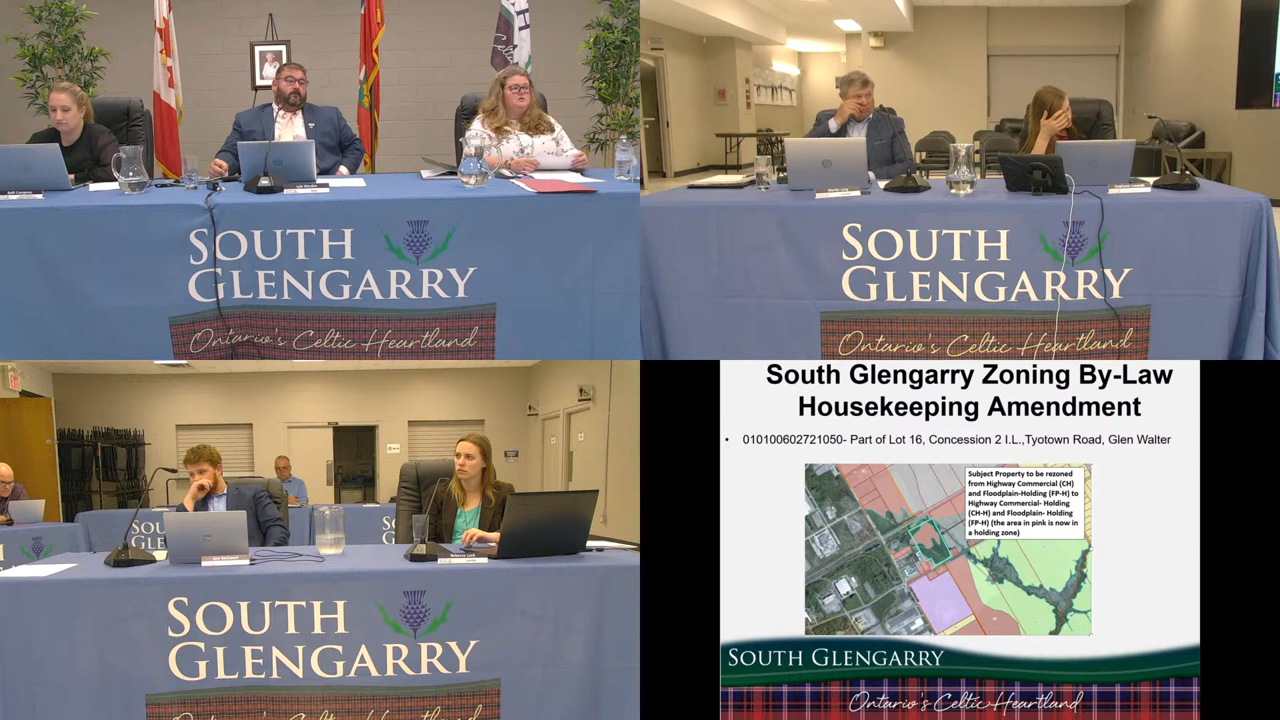 SOUTH
GLENGARRY
Ontario's Celtic Heartland
SOUTH
GLENGARRY
Ontario's Celtic Heartland
EXIT
SOUTH
GLENGARRY
South Glengarry Zoning By-Law
Housekeeping Amendment
• 010100602721050- Part of Lot 16, Concession 2 I.L.,Tyotown Road, Glen Walter
Subject Property to be rezoned
from Highway Commercial (CH)
and Floodplain-Holding (FP-H) to
Highway Commercial- Holding
(CH-H) and Floodplain- Holding
(FP-H) (the area in pink is now in
a holding zone)
SOUTH GLENGARRY
Ontario's Celtic Heartland